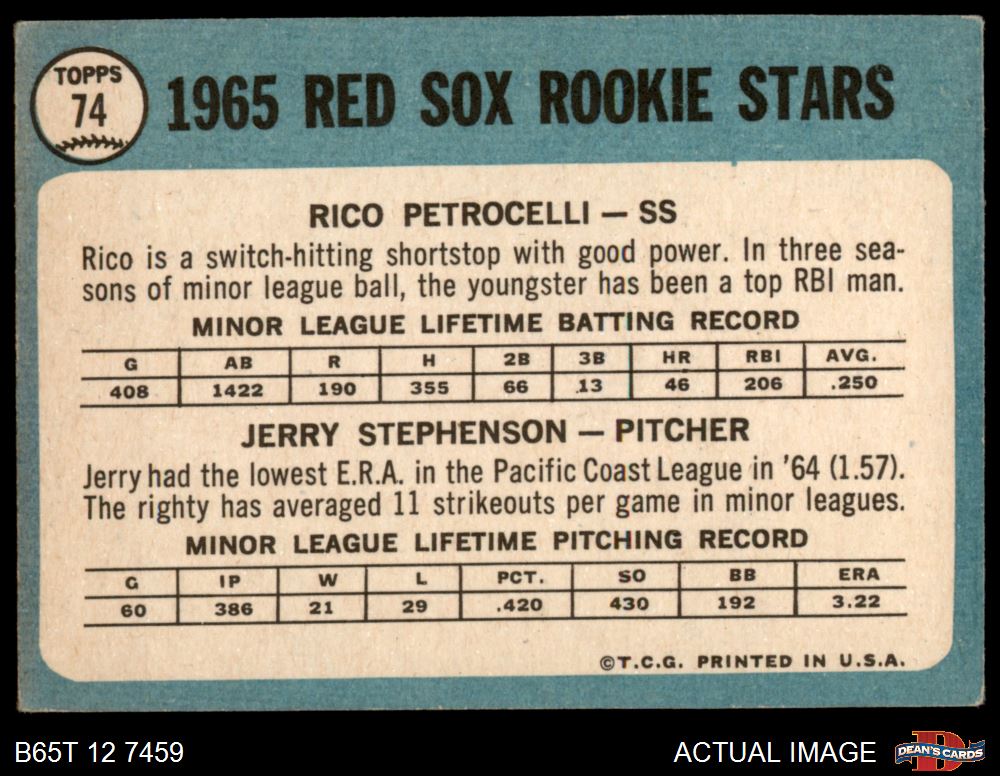 TOPPS
74
1965 RED SOX ROOKIE STARS
RICO PETROCELLI — SS
Rico is a switch-hitting shortstop with good power. In three sea-
sons of minor league ball, the youngster has been a top RBI man.
MINOR LEAGUE LIFETIME BATTING RECORD
G AB R H 2B 3B HR RBI AVG.
408 1422 190 355 66 13 46 206 .250
JERRY STEPHENSON — PITCHER
Jerry had the lowest E.R.A. in the Pacific Coast League in '64 (1.57).
The righty has averaged 11 strikeouts per game in minor leagues.
MINOR LEAGUE LIFETIME PITCHING RECORD
G IP W L PCT. SO BB ERA
60 386 21 29 .420 430 192 3.22
©T.C.G. PRINTED IN U.S.A.
B65T 12 7459
ACTUAL IMAGE
DEAN'S CARDS